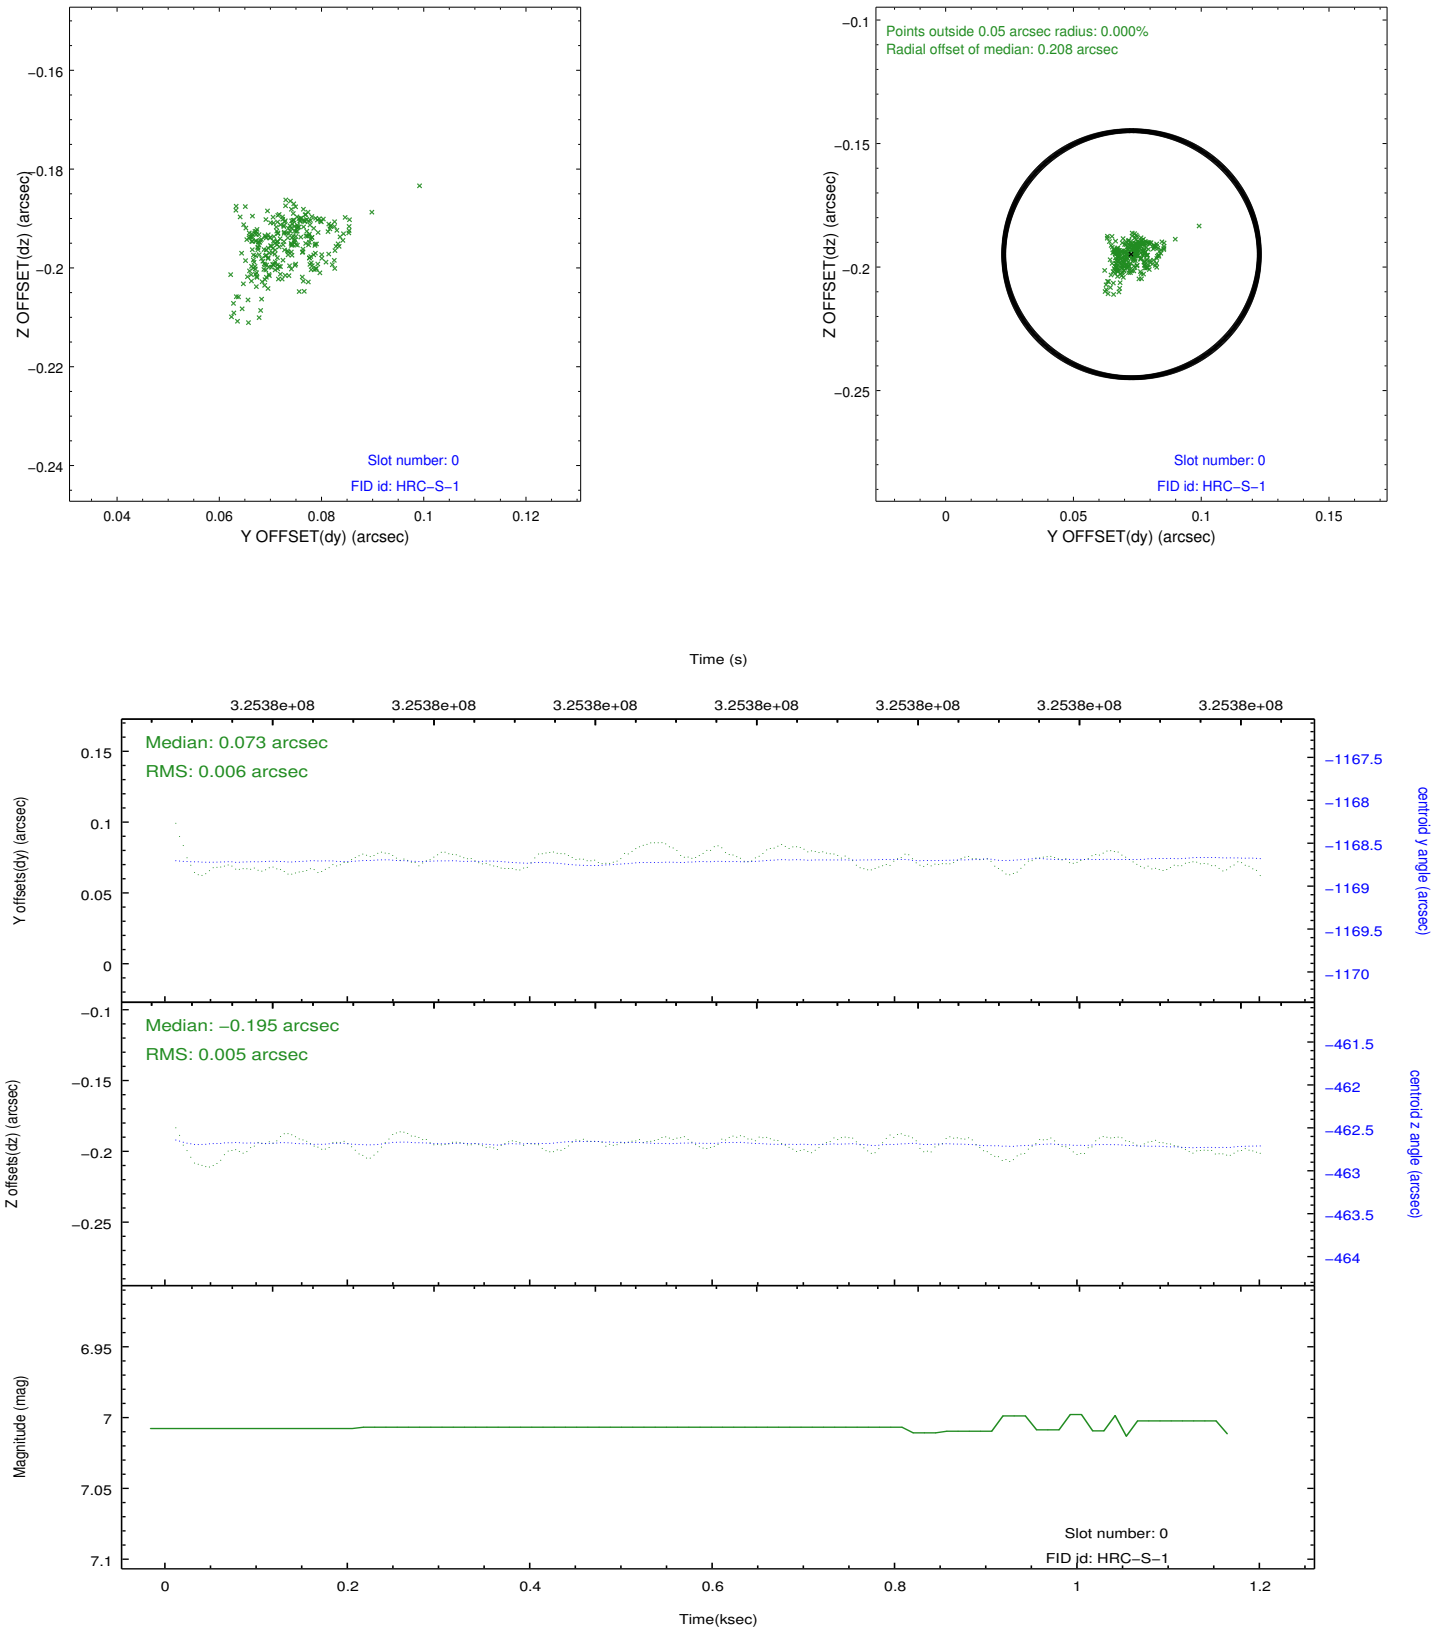 −0.16
−0.18
−0.2
−0.22
−0.24
Z OFFSET(dz) (arcsec)
Slot number: 0
FID id: HRC−S−1
0.04 0.06 0.08 0.1 0.12
Y OFFSET(dy) (arcsec)
Points outside 0.05 arcsec radius: 0.000%
Radial offset of median: 0.208 arcsec
−0.1
−0.15
−0.2
−0.25
Z OFFSET(dz) (arcsec)
Slot number: 0
FID id: HRC−S−1
0 0.05 0.1 0.15
Y OFFSET(dy) (arcsec)
Time (s)
3.2538e+08 3.2538e+08 3.2538e+08 3.2538e+08 3.2538e+08 3.2538e+08 3.2538e+08
Median: 0.073 arcsec
RMS: 0.006 arcsec
0.15
0.1
0.05
0
Y offsets(dy) (arcsec)
−1167.5
−1168
−1168.5
−1169
−1169.5
−1170
centroid y angle (arcsec)
Median: −0.195 arcsec
RMS: 0.005 arcsec
−0.1
−0.15
−0.2
−0.25
Z offsets(dz) (arcsec)
−461.5
−462
−462.5
−463
−463.5
−464
centroid z angle (arcsec)
6.95
7
7.05
7.1
Magnitude (mag)
Slot number: 0
FID id: HRC−S−1
0 0.2 0.4 0.6 0.8 1 1.2
Time(ksec)